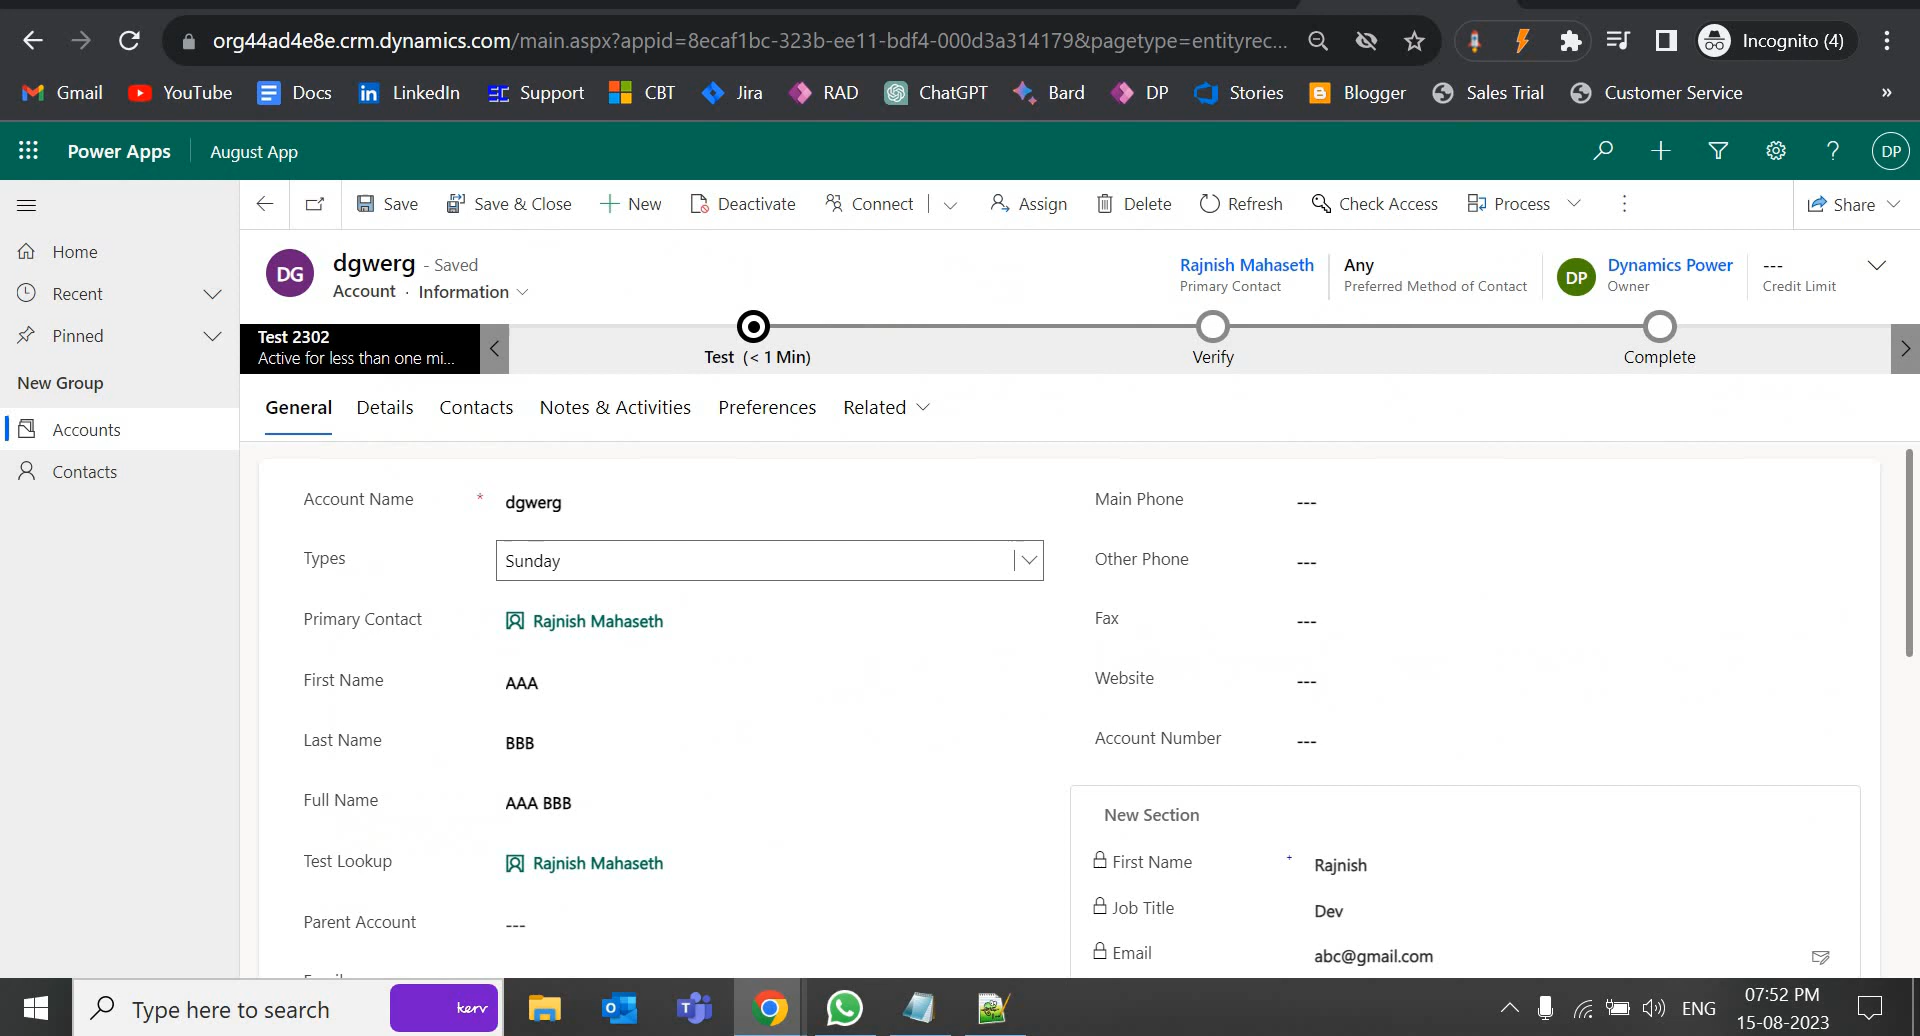 org44ad4e8e.crm.dynamics.com/main.aspx?appid=8ecaf1bc-323b-ee11-bdf4-000d3a314179&pagetype=entityrec...
Incognito (4)
Gmail YouTube Docs LinkedIn Support CBT Jira RAD ChatGPT Bard DP Stories Blogger Sales Trial Customer Service »
Power Apps August App ? DP
Save Save & Close New Deactivate Connect Assign Delete Refresh Check Access Process Share
Home
Recent
Pinned
New Group
Accounts
Contacts
DG
dgwerg - Saved
Account · Information
Rajnish Mahaseth
Primary Contact
Any
Preferred Method of Contact
DP
Dynamics Power
Owner
---
Credit Limit
Test 2302
Active for less than one mi...
Test (< 1 Min)
Verify
Complete
General Details Contacts Notes & Activities Preferences Related
Account Name * dgwerg
Types Sunday
Primary Contact Rajnish Mahaseth
First Name AAA
Last Name BBB
Full Name AAA BBB
Test Lookup Rajnish Mahaseth
Parent Account ---
Main Phone ---
Other Phone ---
Fax ---
Website ---
Account Number ---
New Section
First Name + Rajnish
Job Title Dev
Email abc@gmail.com
Type here to search
kerv
ENG
07:52 PM
15-08-2023